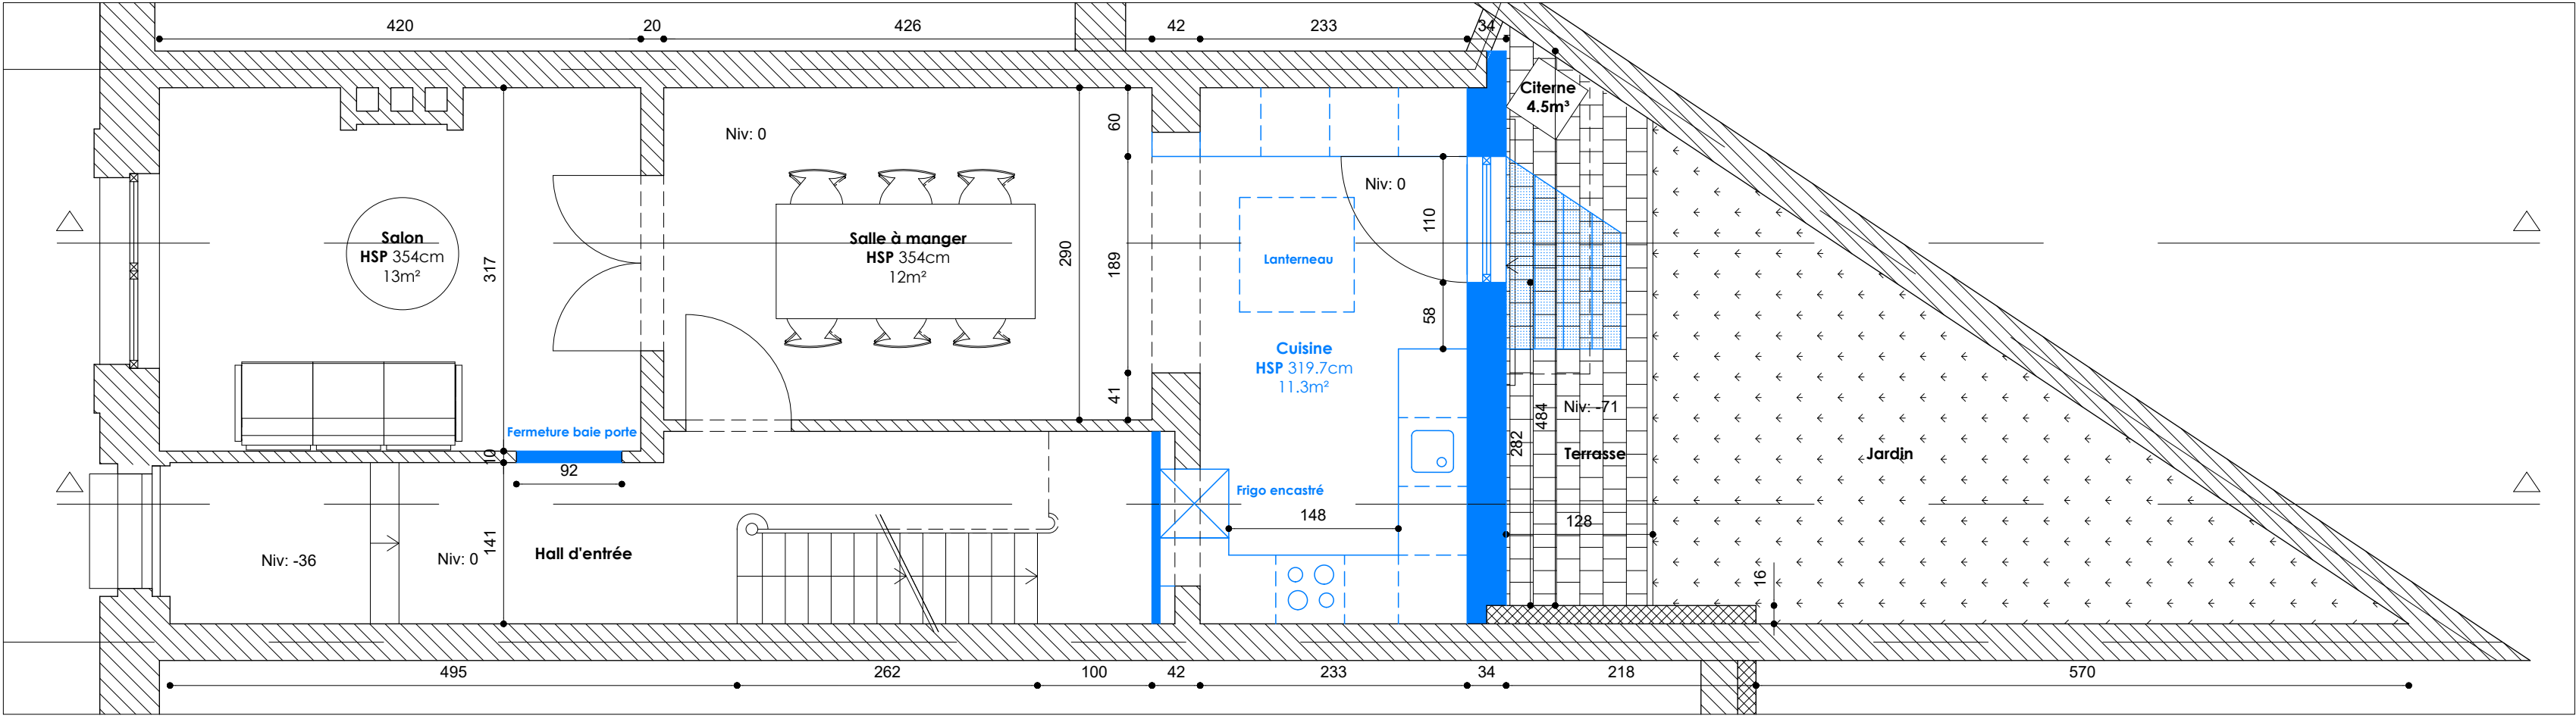 420
20
426
42
233
34
Citerne
4.5m³
60
Niv: 0
Niv: 0
110
Salon
HSP 354cm
13m²
317
Salle à manger
HSP 354cm
12m²
290
189
Lanterneau
58
Cuisine
HSP 319.7cm
11.3m²
41
484
Niv: -71
Fermeture baie porte
10
92
282
Terrasse
Jardin
Frigo encastré
148
128
Niv: -36
Niv: 0
141
Hall d'entrée
16
495
262
100
42
233
34
218
570